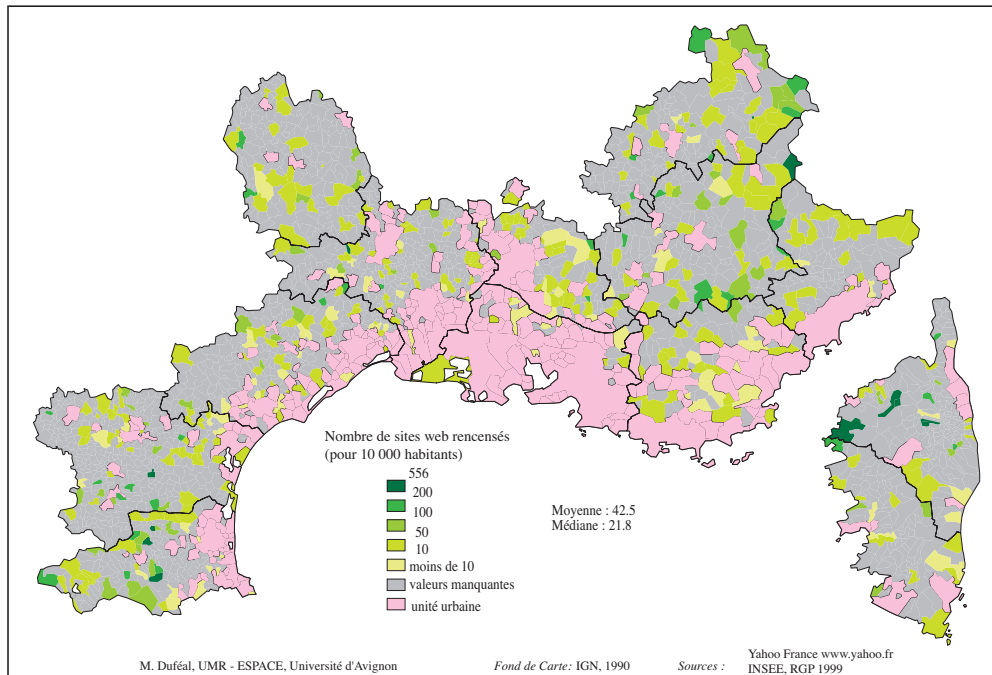 Nombre de sites web rencensés
(pour 10 000 habitants)
556
200
100
50
10
moins de 10
valeurs manquantes
unité urbaine
Moyenne : 42.5
Médiane : 21.8
M. Duféal, UMR - ESPACE, Université d'Avignon
Fond de Carte: IGN, 1990
Sources :
Yahoo France www.yahoo.fr
INSEE, RGP 1999